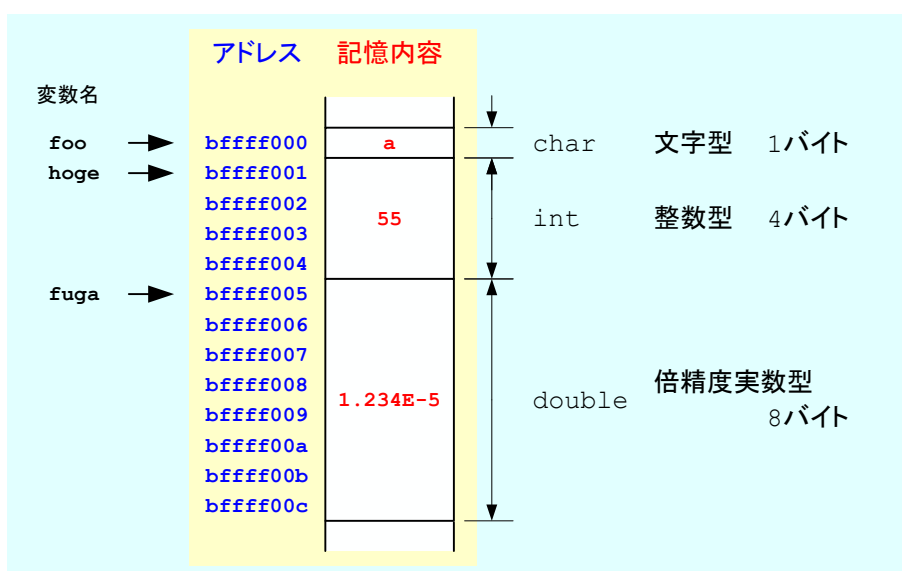 アドレス 記憶内容
変数名
foo bffff000 a char 文字型 1バイト
hoge bffff001
bffff002
55 int 整数型 4バイト
bffff003
bffff004
fuga bffff005
bffff006
bffff007
bffff008 倍精度実数型
1.234E-5 double
bffff009 8バイト
bffff00a
bffff00b
bffff00c